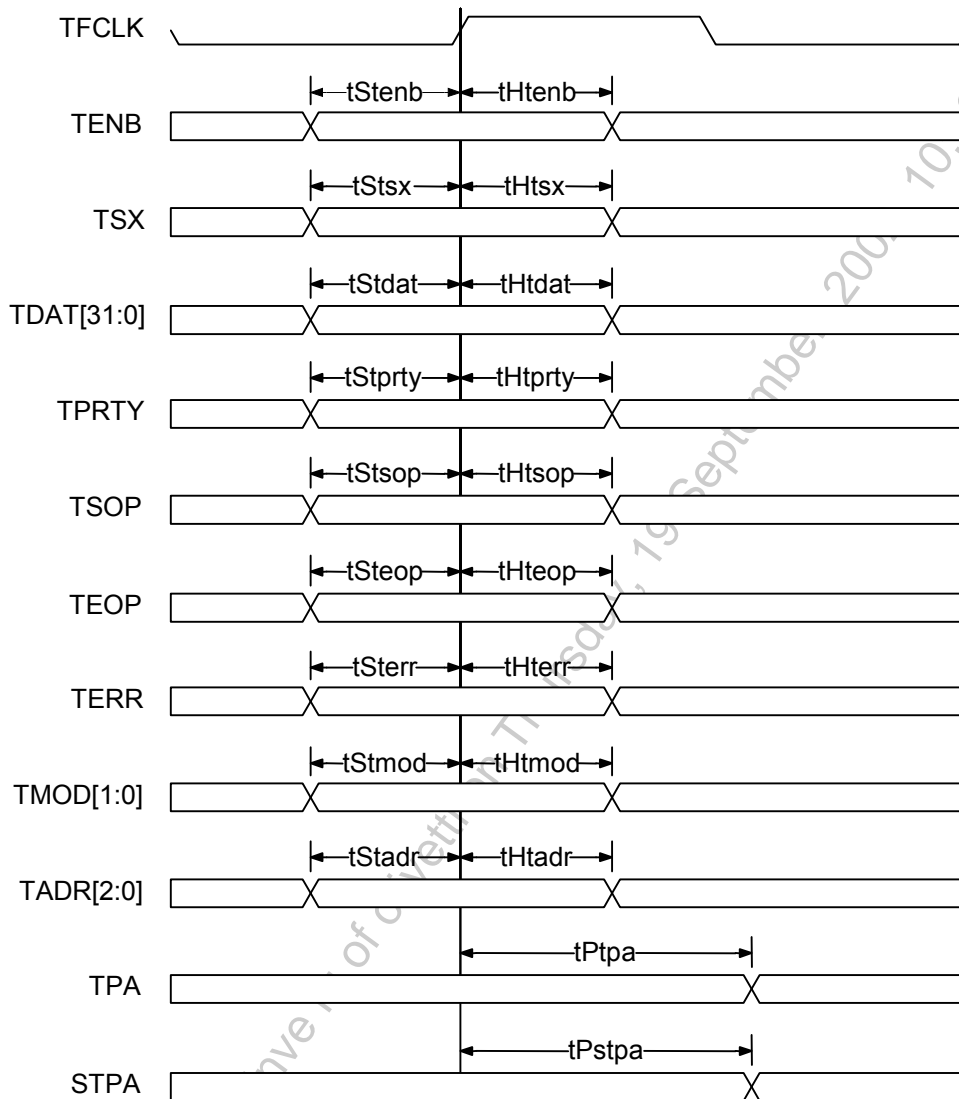 TFCLK
tStenb tHtenb
TENB
tStsx tHtsx
TSX
tStdat tHtdat
TDAT[31:0]
tStprty tHtprty
TPRTY
tStsop tHtsop
TSOP
tSteop tHteop
TEOP
tSterr tHterr
TERR
tStmod tHtmod
TMOD[1:0]
tStadr tHtadr
TADR[2:0]
tPtpa
TPA
tPstpa
STPA
19 September,